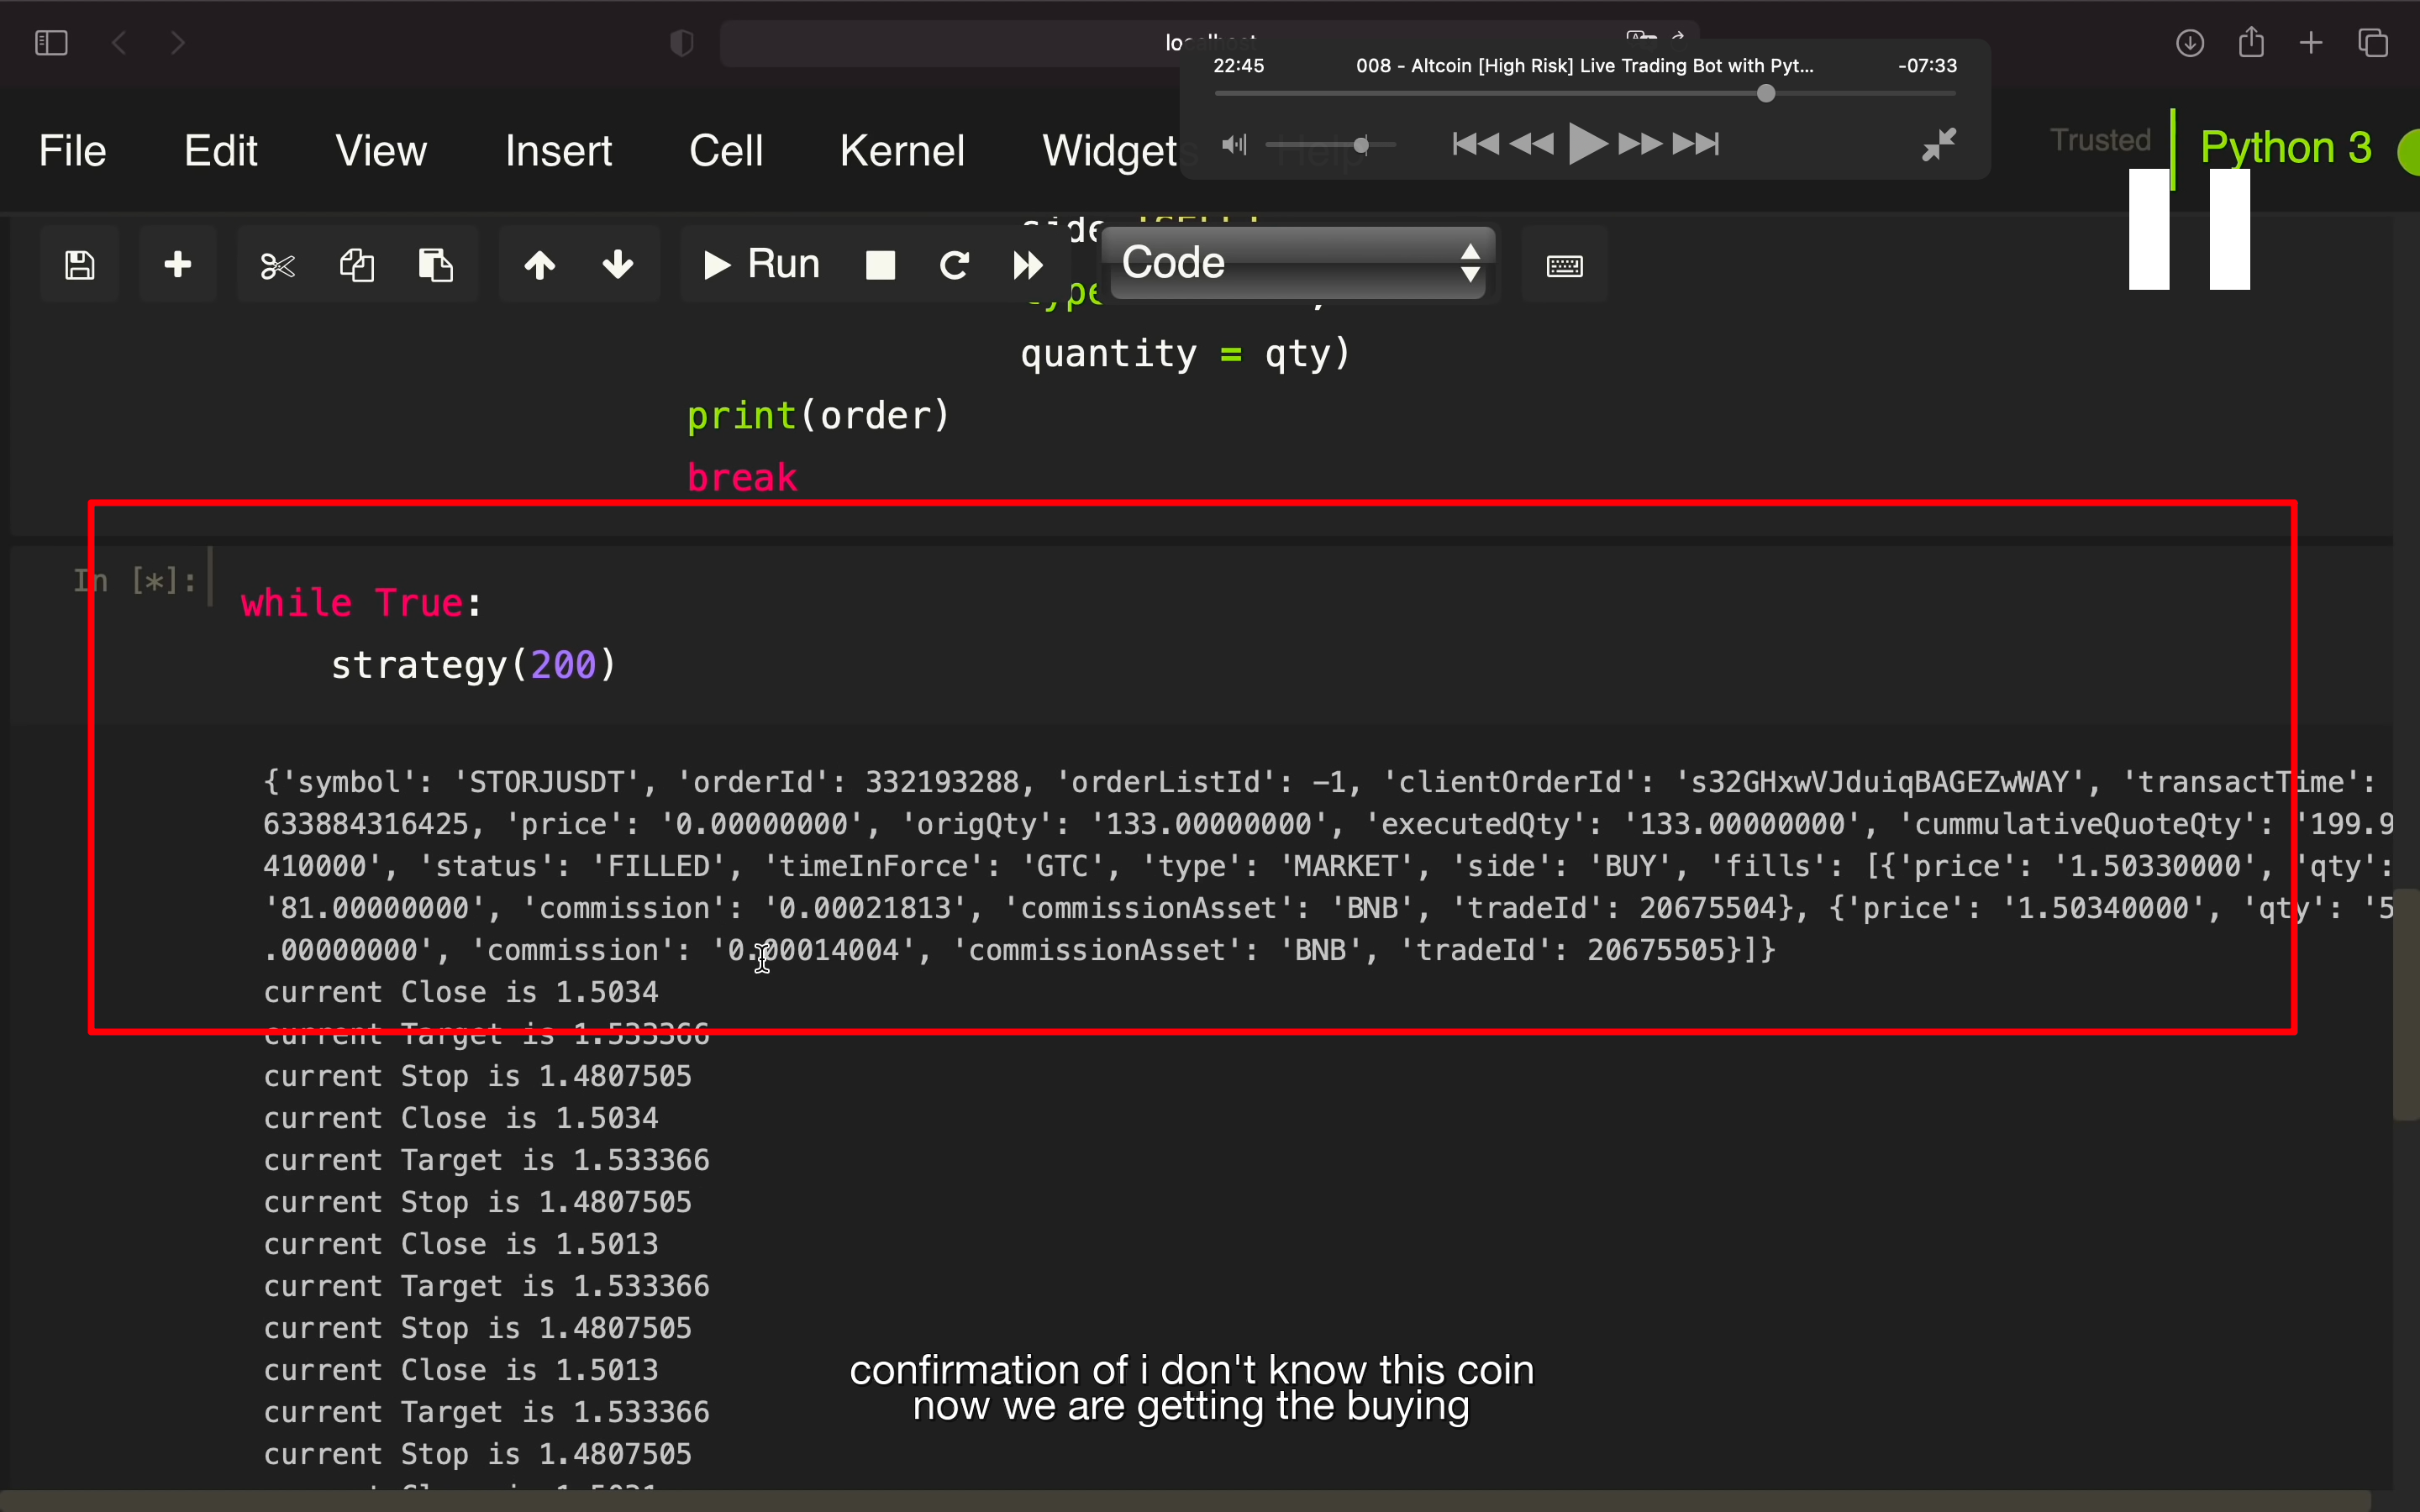 localhost
22:45 008 - Altcoin [High Risk] Live Trading Bot with Pyt... -07:33
File Edit View Insert Cell Kernel Widgets Help Trusted Python 3
Run Code
quantity = qty)
print(order)
break
In [*]:
while True:
strategy(200)
{'symbol': 'STORJUSDT', 'orderId': 332193288, 'orderListId': -1, 'clientOrderId': 's32GHxwVJduiqBAGEZwWAY', 'transactTime':
633884316425, 'price': '0.00000000', 'origQty': '133.00000000', 'executedQty': '133.00000000', 'cummulativeQuoteQty': '199.9
410000', 'status': 'FILLED', 'timeInForce': 'GTC', 'type': 'MARKET', 'side': 'BUY', 'fills': [{'price': '1.50330000', 'qty':
'81.00000000', 'commission': '0.00021813', 'commissionAsset': 'BNB', 'tradeId': 20675504}, {'price': '1.50340000', 'qty': '5
.00000000', 'commission': '0.00014004', 'commissionAsset': 'BNB', 'tradeId': 20675505}]}
current Close is 1.5034
current Target is 1.533366
current Stop is 1.4807505
current Close is 1.5034
current Target is 1.533366
current Stop is 1.4807505
current Close is 1.5013
current Target is 1.533366
current Stop is 1.4807505
current Close is 1.5013
current Target is 1.533366
current Stop is 1.4807505
confirmation of i don't know this coin
now we are getting the buying